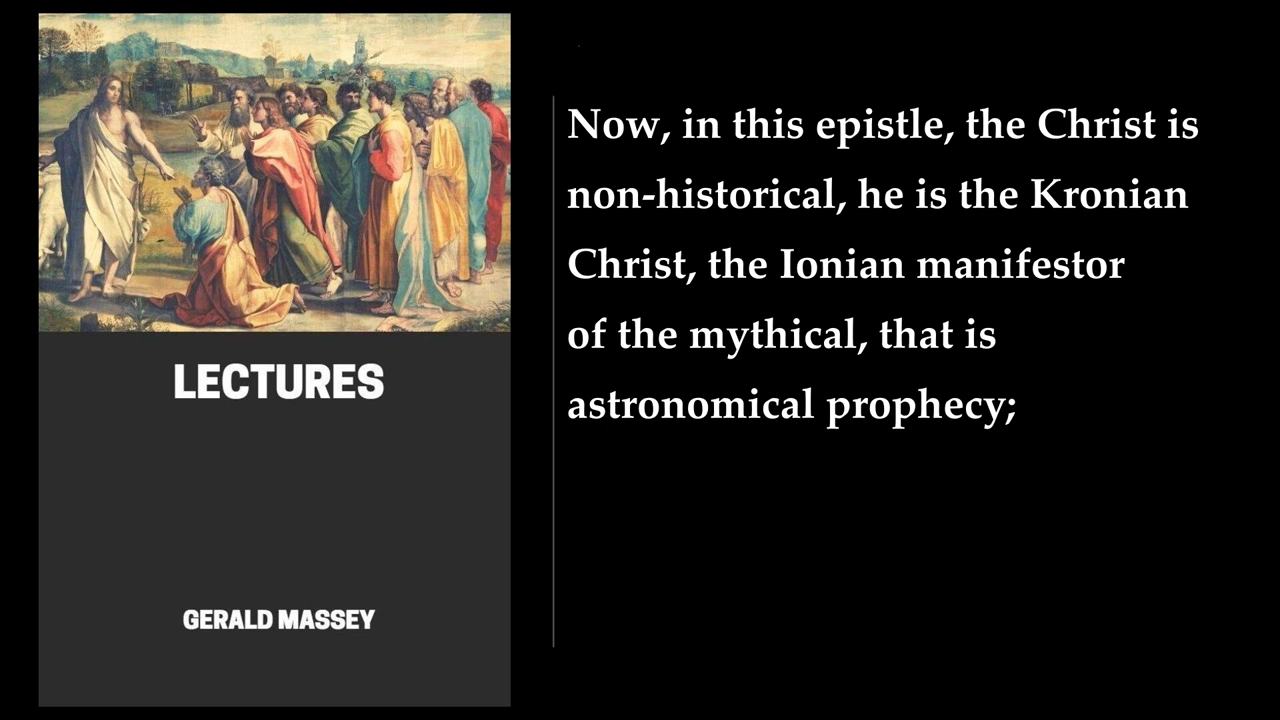 LECTURES
GERALD MASSEY
Now, in this epistle, the Christ is
non-historical, he is the Kronian
Christ, the Ionian manifestor
of the mythical, that is
astronomical prophecy;